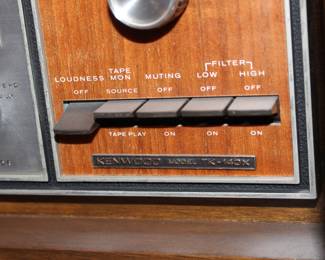 TAPE FILTER
LOUDNESS MON MUTING LOW HIGH
OFF SOURCE OFF OFF OFF
TAPE PLAY ON ON ON
KENWOOD MODEL TK-140X